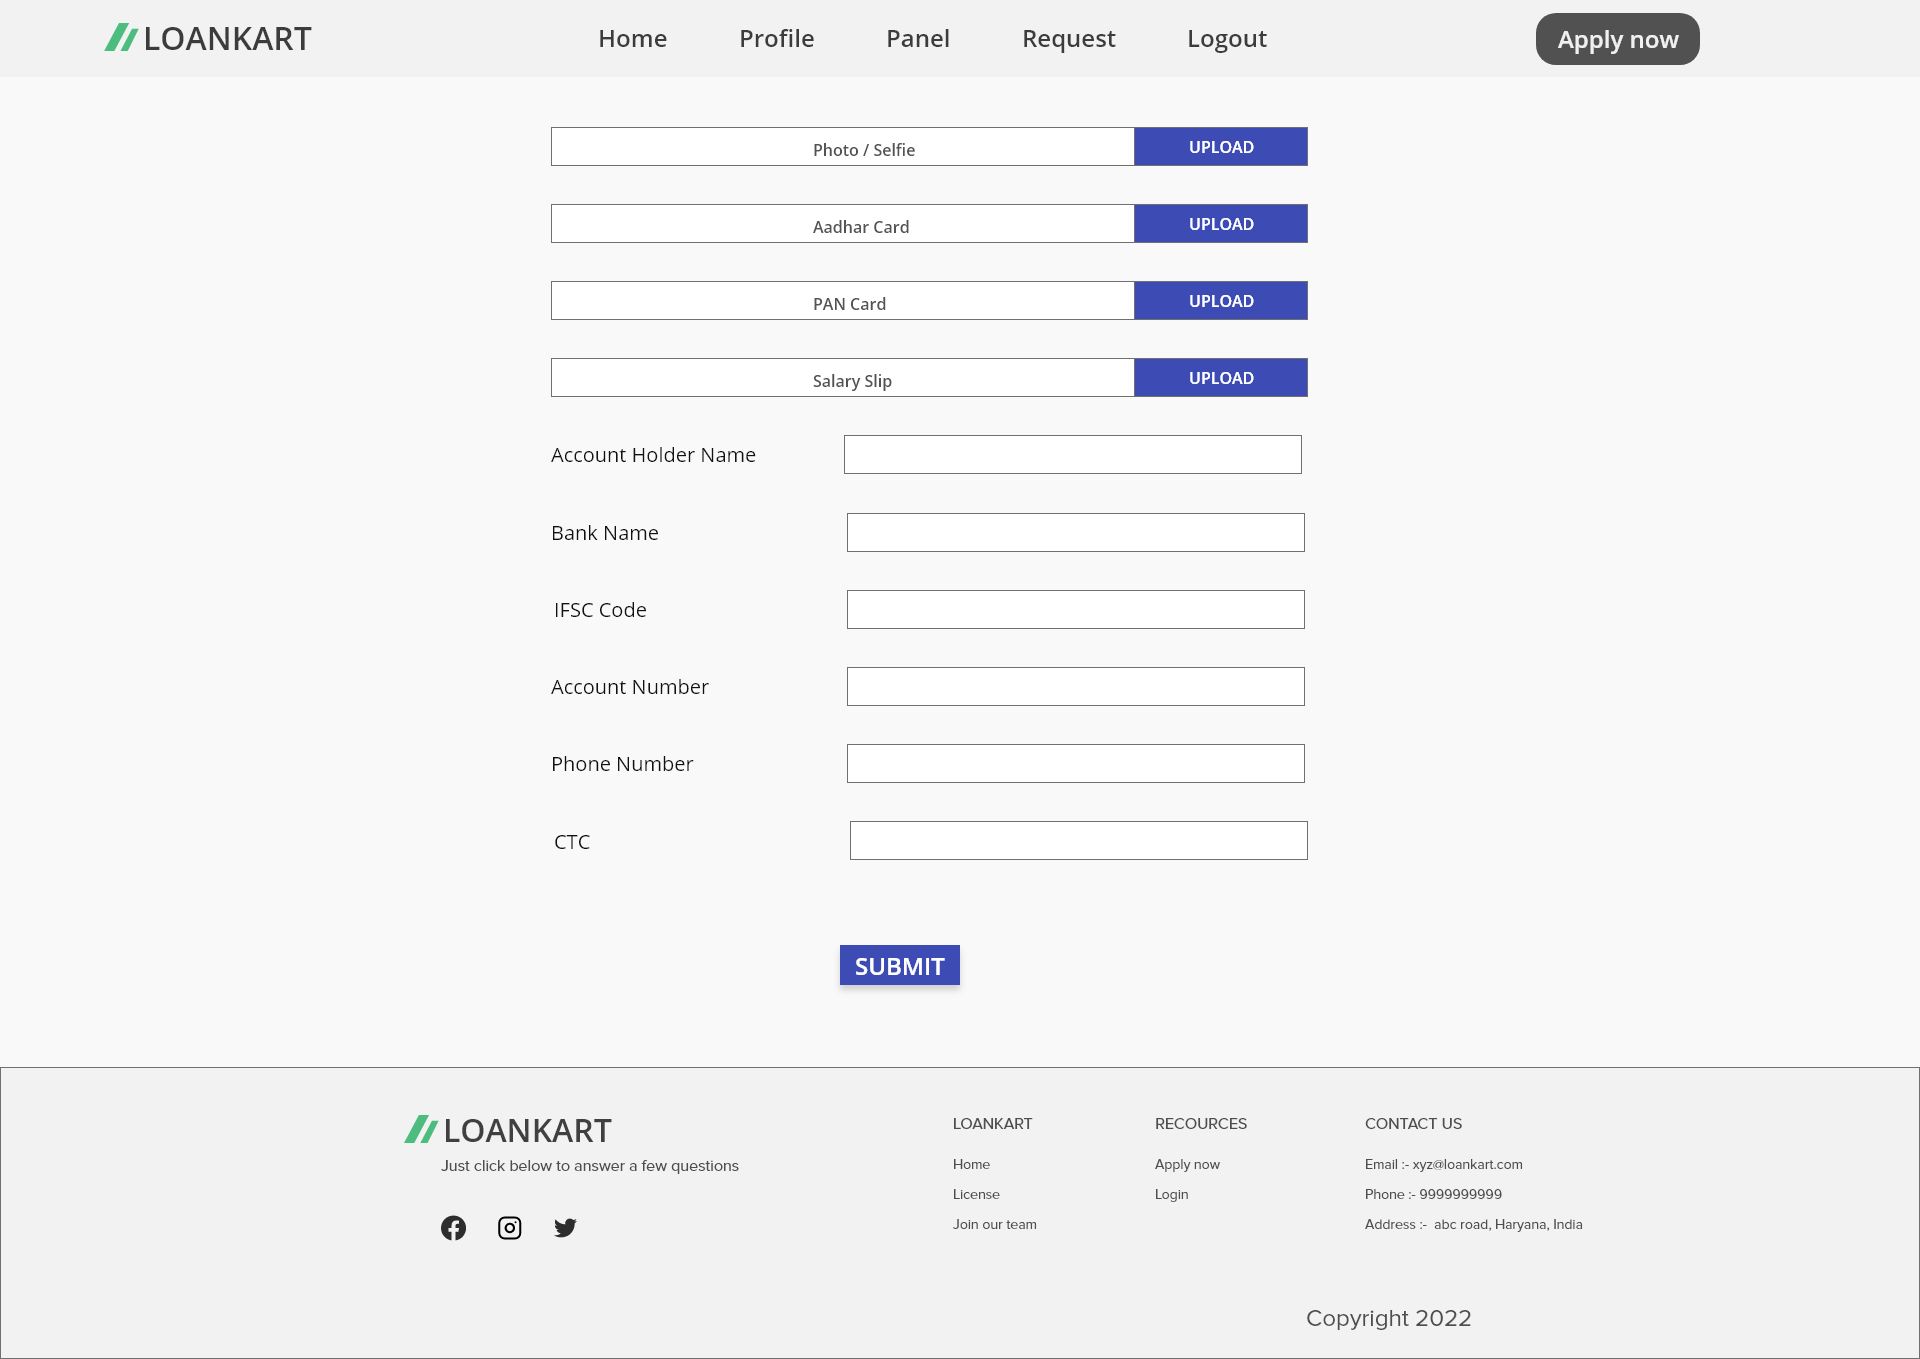 LOANKART
Home Profile Panel Request Logout
Apply now
Photo / Selfie UPLOAD
Aadhar Card UPLOAD
PAN Card UPLOAD
Salary Slip UPLOAD
Account Holder Name
Bank Name
IFSC Code
Account Number
Phone Number
CTC
SUBMIT
LOANKART
Just click below to answer a few questions
LOANKART
Home
License
Join our team
RECOURCES
Apply now
Login
CONTACT US
Email :- xyz@loankart.com
Phone :- 9999999999
Address :- abc road, Haryana, India
Copyright 2022